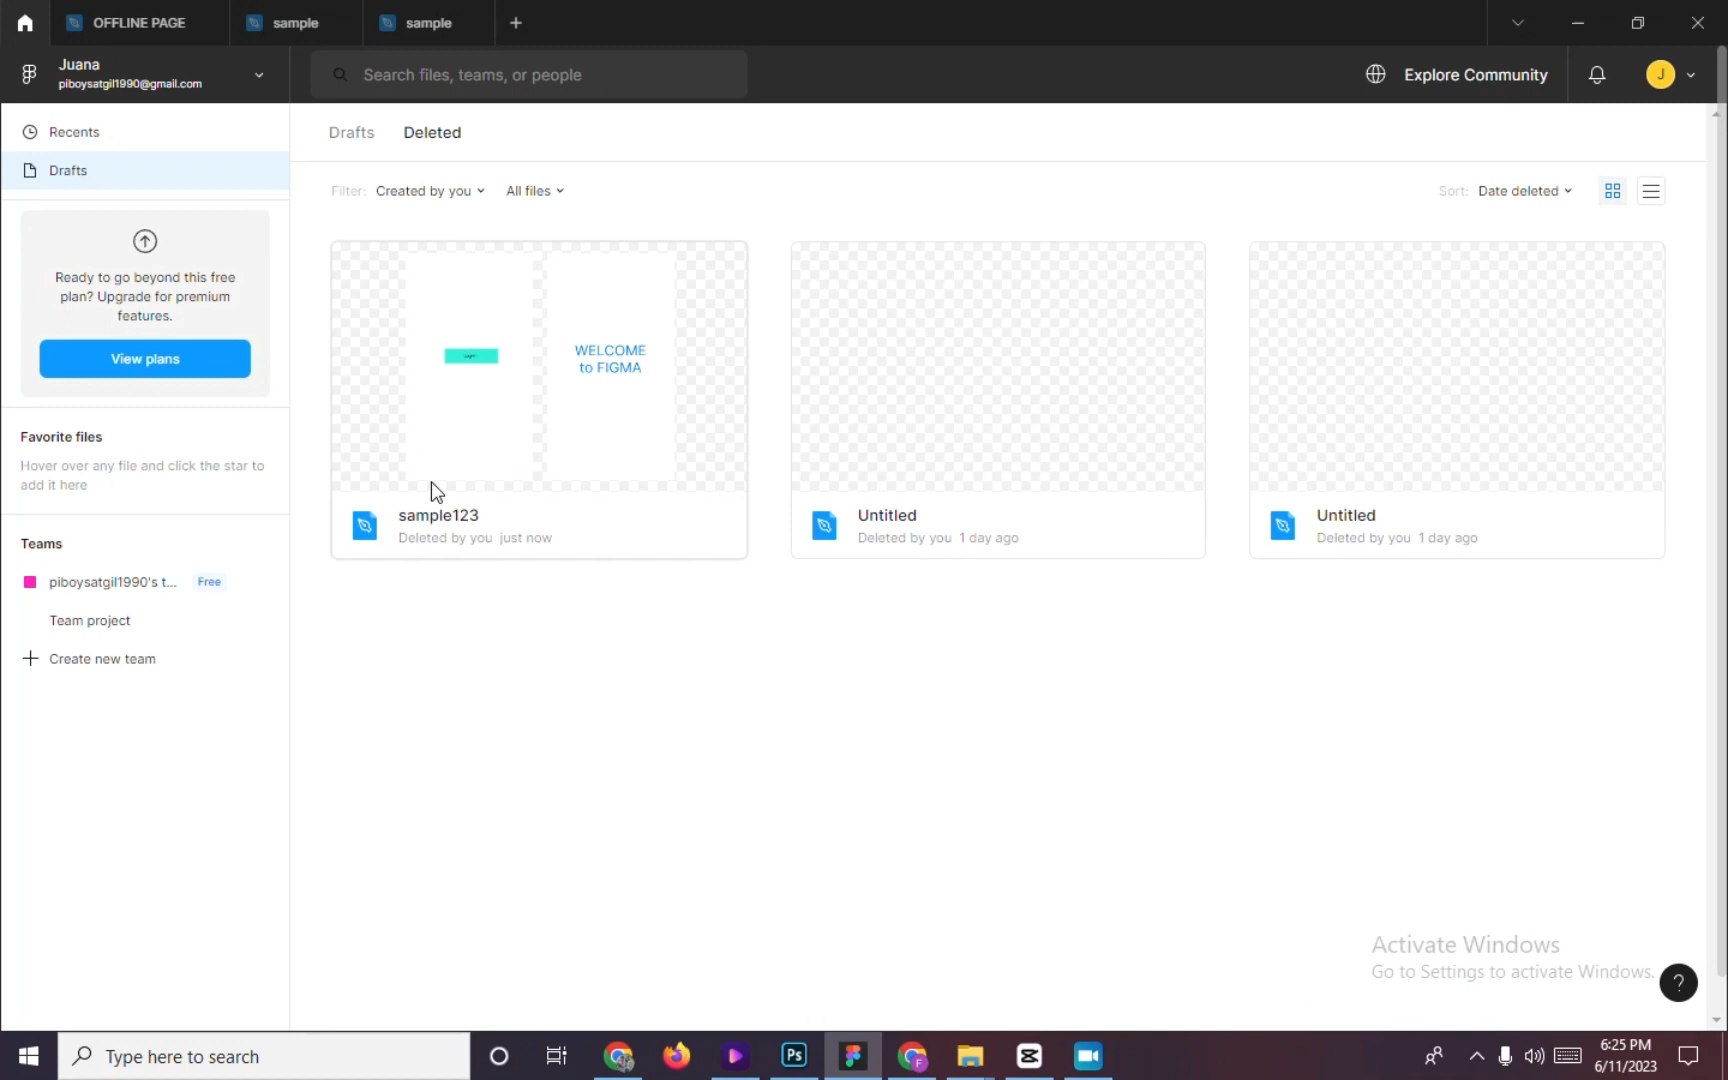 OFFLINE PAGE
sample
sample
Juana
piboysatgil1990@gmail.com
Search files, teams, or people
Explore Community
J
Recents
Drafts
Drafts
Deleted
Filter: Created by you
All files
Sort: Date deleted
Ready to go beyond this free
plan? Upgrade for premium
features.
View plans
WELCOME
to FIGMA
Favorite files
Hover over any file and click the star to
add it here
sample123
Deleted by you just now
Untitled
Deleted by you 1 day ago
Untitled
Deleted by you 1 day ago
Teams
piboysatgil1990's t...
Free
Team project
Create new team
Activate Windows
Go to Settings to activate Windows.
?
Type here to search
Ps
F
6:25 PM
6/11/2023